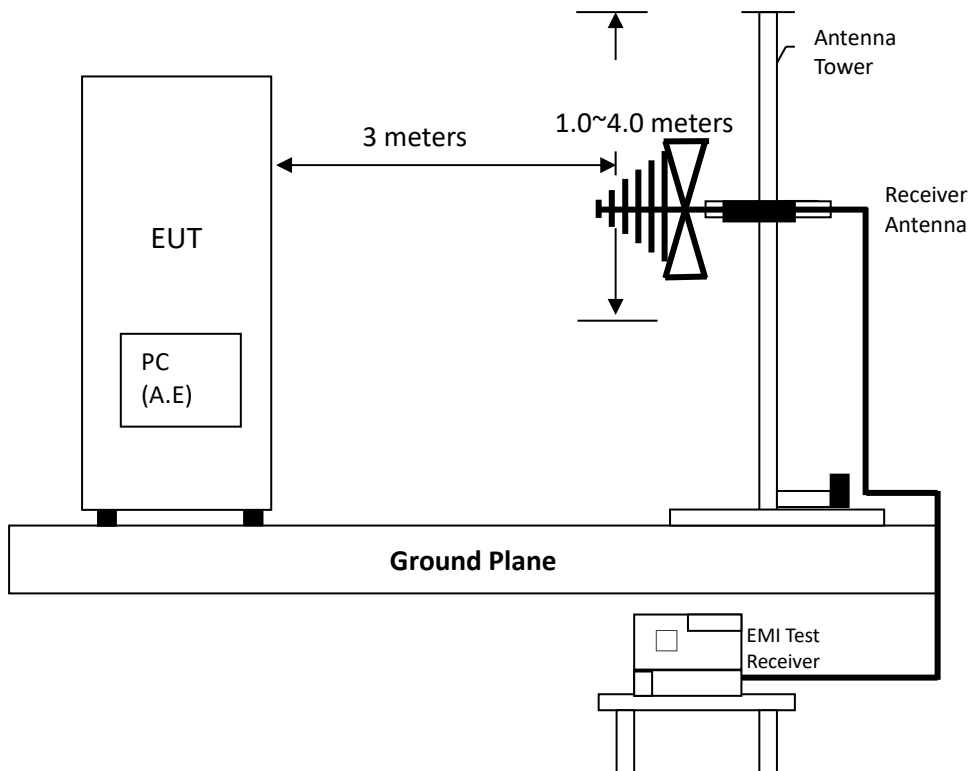 Antenna
Tower
1.0~4.0 meters
3 meters
Receiver
Antenna
EUT
PC
(A.E)
Ground Plane
EMI Test
Receiver